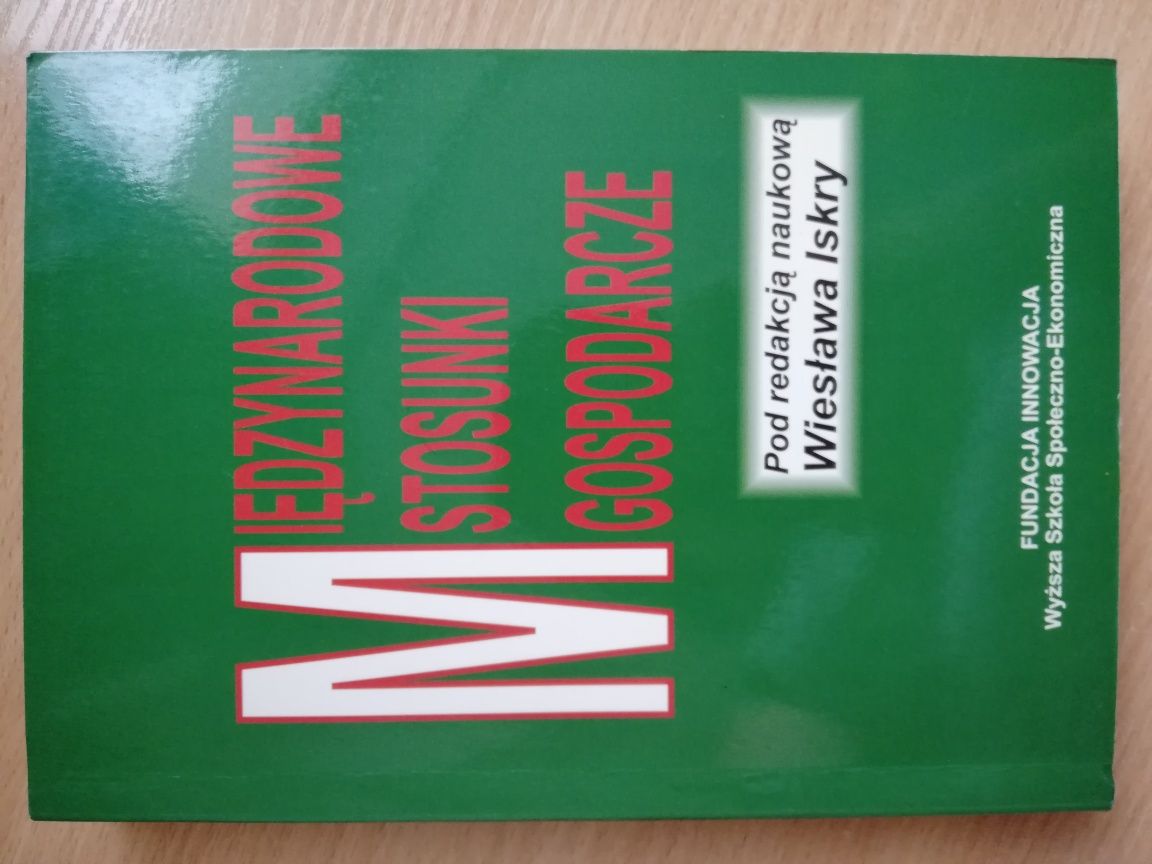 MIĘDZYNARODOWE
STOSUNKI
GOSPODARCZE
Pod redakcją naukową
Wiesława Iskry
FUNDACJA INNOWACJA
Wyższa Szkoła Społeczno-Ekonomiczna